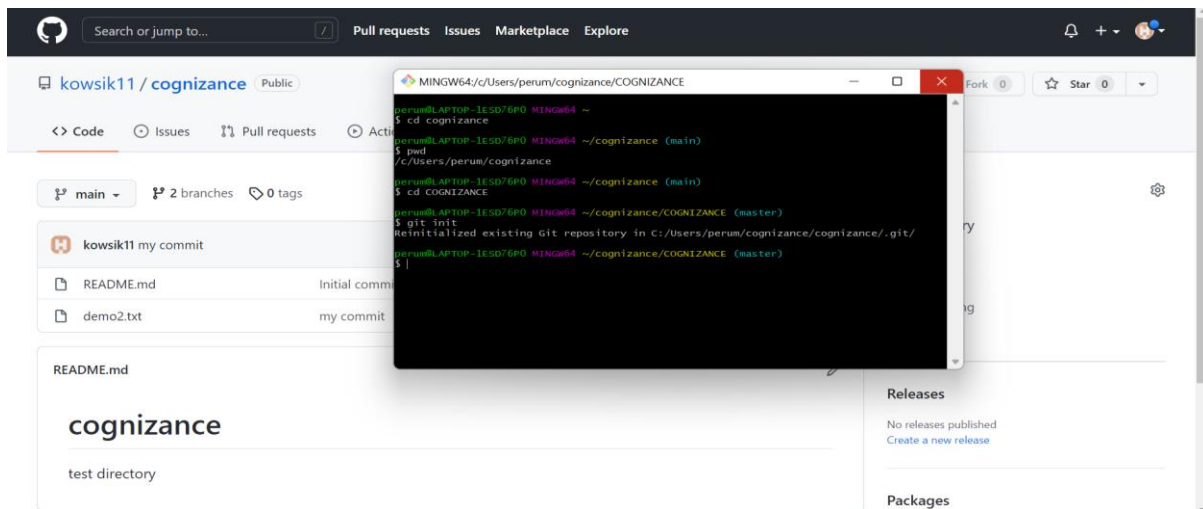 Search or jump to...
/
Pull requests Issues Marketplace Explore
kowsik11 / cognizance Public
Fork 0
Star 0
<> Code
Issues
Pull requests
main
2 branches
0 tags
kowsik11 my commit
README.md
Initial
demo2.txt
my commit
README.md
cognizance
test directory
MINGW64:/c/Users/perum/cognizance/COGNIZANCE
perum@LAPTOP-1ESD76P0 MINGW64 ~
$ cd cognizance
perum@LAPTOP-1ESD76P0 MINGW64 ~/cognizance (main)
$ pwd
/c/Users/perum/cognizance
perum@LAPTOP-1ESD76P0 MINGW64 ~/cognizance (main)
$ cd COGNIZANCE
perum@LAPTOP-1ESD76P0 MINGW64 ~/cognizance/COGNIZANCE (master)
$ git init
Reinitialized existing Git repository in C:/Users/perum/cognizance/cognizance/.git/
perum@LAPTOP-1ESD76P0 MINGW64 ~/cognizance/COGNIZANCE (master)
$
Releases
No releases published
Create a new release
Packages